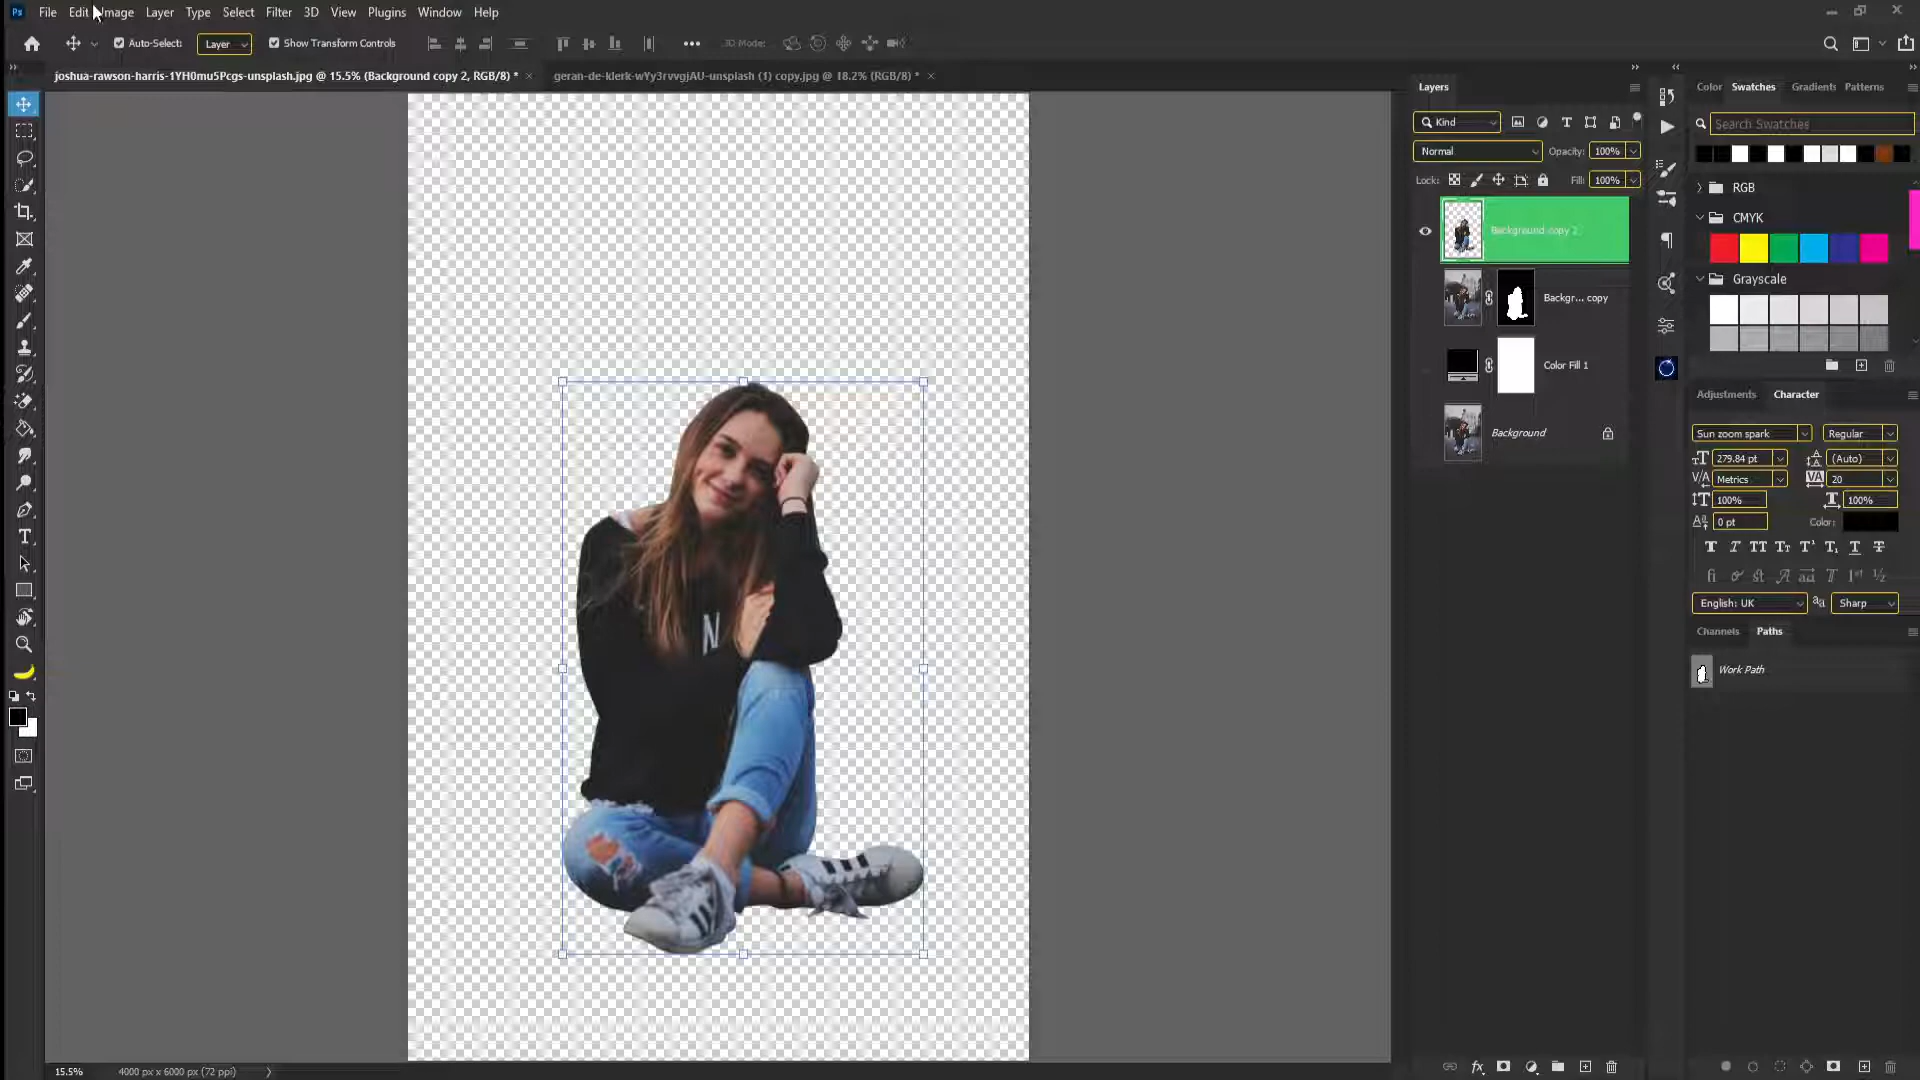 Ps File Edit Image Layer Type Select Filter 3D View Plugins Window Help
Auto-Select: Layer Show Transform Controls 3D Mode:
joshua-rawson-harris-1YH0mu5Pcgs-unsplash.jpg @ 15.5% (Background copy 2, RGB/8) * geran-de-klerk-wYy3rvvgjAU-unsplash (1) copy.jpg @ 18.2% (RGB/8) *
Layers
Kind
Normal Opacity: 100%
Lock: Fill: 100%
Background copy 2
Backgr... copy
Color Fill 1
Background
Color Swatches Gradients Patterns
Search Swatches
RGB
CMYK
Grayscale
Adjustments Character
Sun zoom spark Regular
279.84 pt (Auto)
Metrics 20
100% 100%
0 pt Color:
English: UK Sharp
Channels Paths
Work Path
N
15.5% 4000 px x 6000 px (72 ppi)